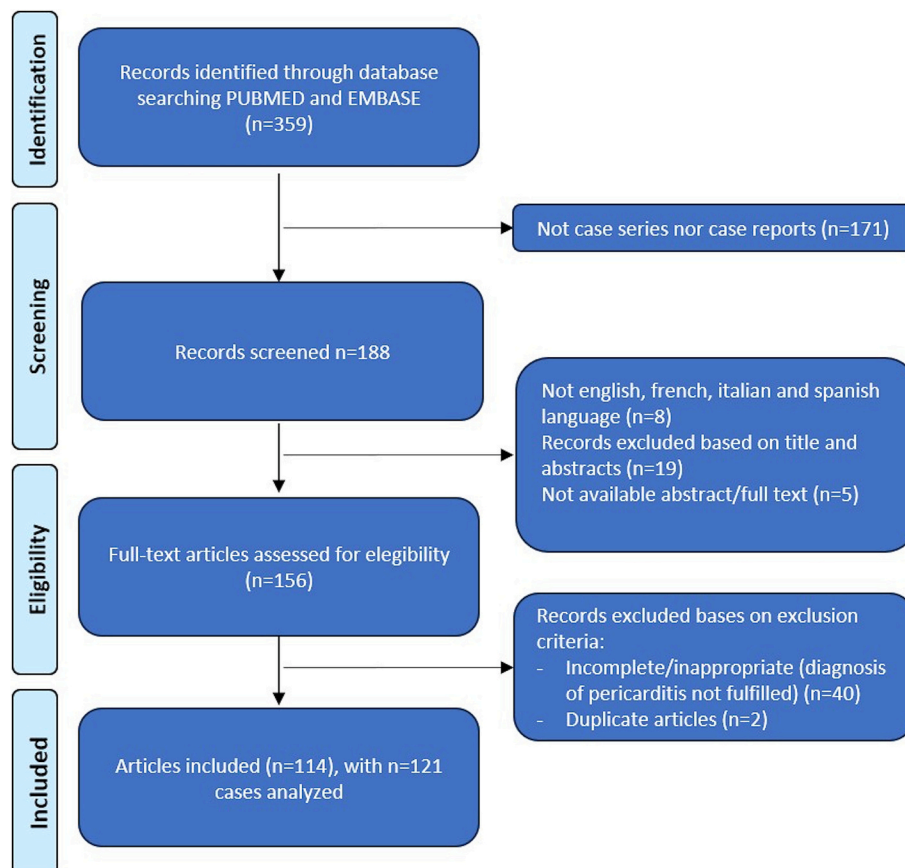 Identification
Records identified through database
searching PUBMED and EMBASE
(n=359)
Not case series nor case reports (n=171)
Screening
Records screened n=188
Not english, french, italian and spanish
language (n=8)
Records excluded based on title and
abstracts (n=19)
Not available abstract/full text (n=5)
Eligibility
Full-text articles assessed for elegibility
(n=156)
Records excluded bases on exclusion
criteria:
- Incomplete/inappropriate (diagnosis
of pericarditis not fulfilled) (n=40)
- Duplicate articles (n=2)
Included
Articles included (n=114), with n=121
cases analyzed